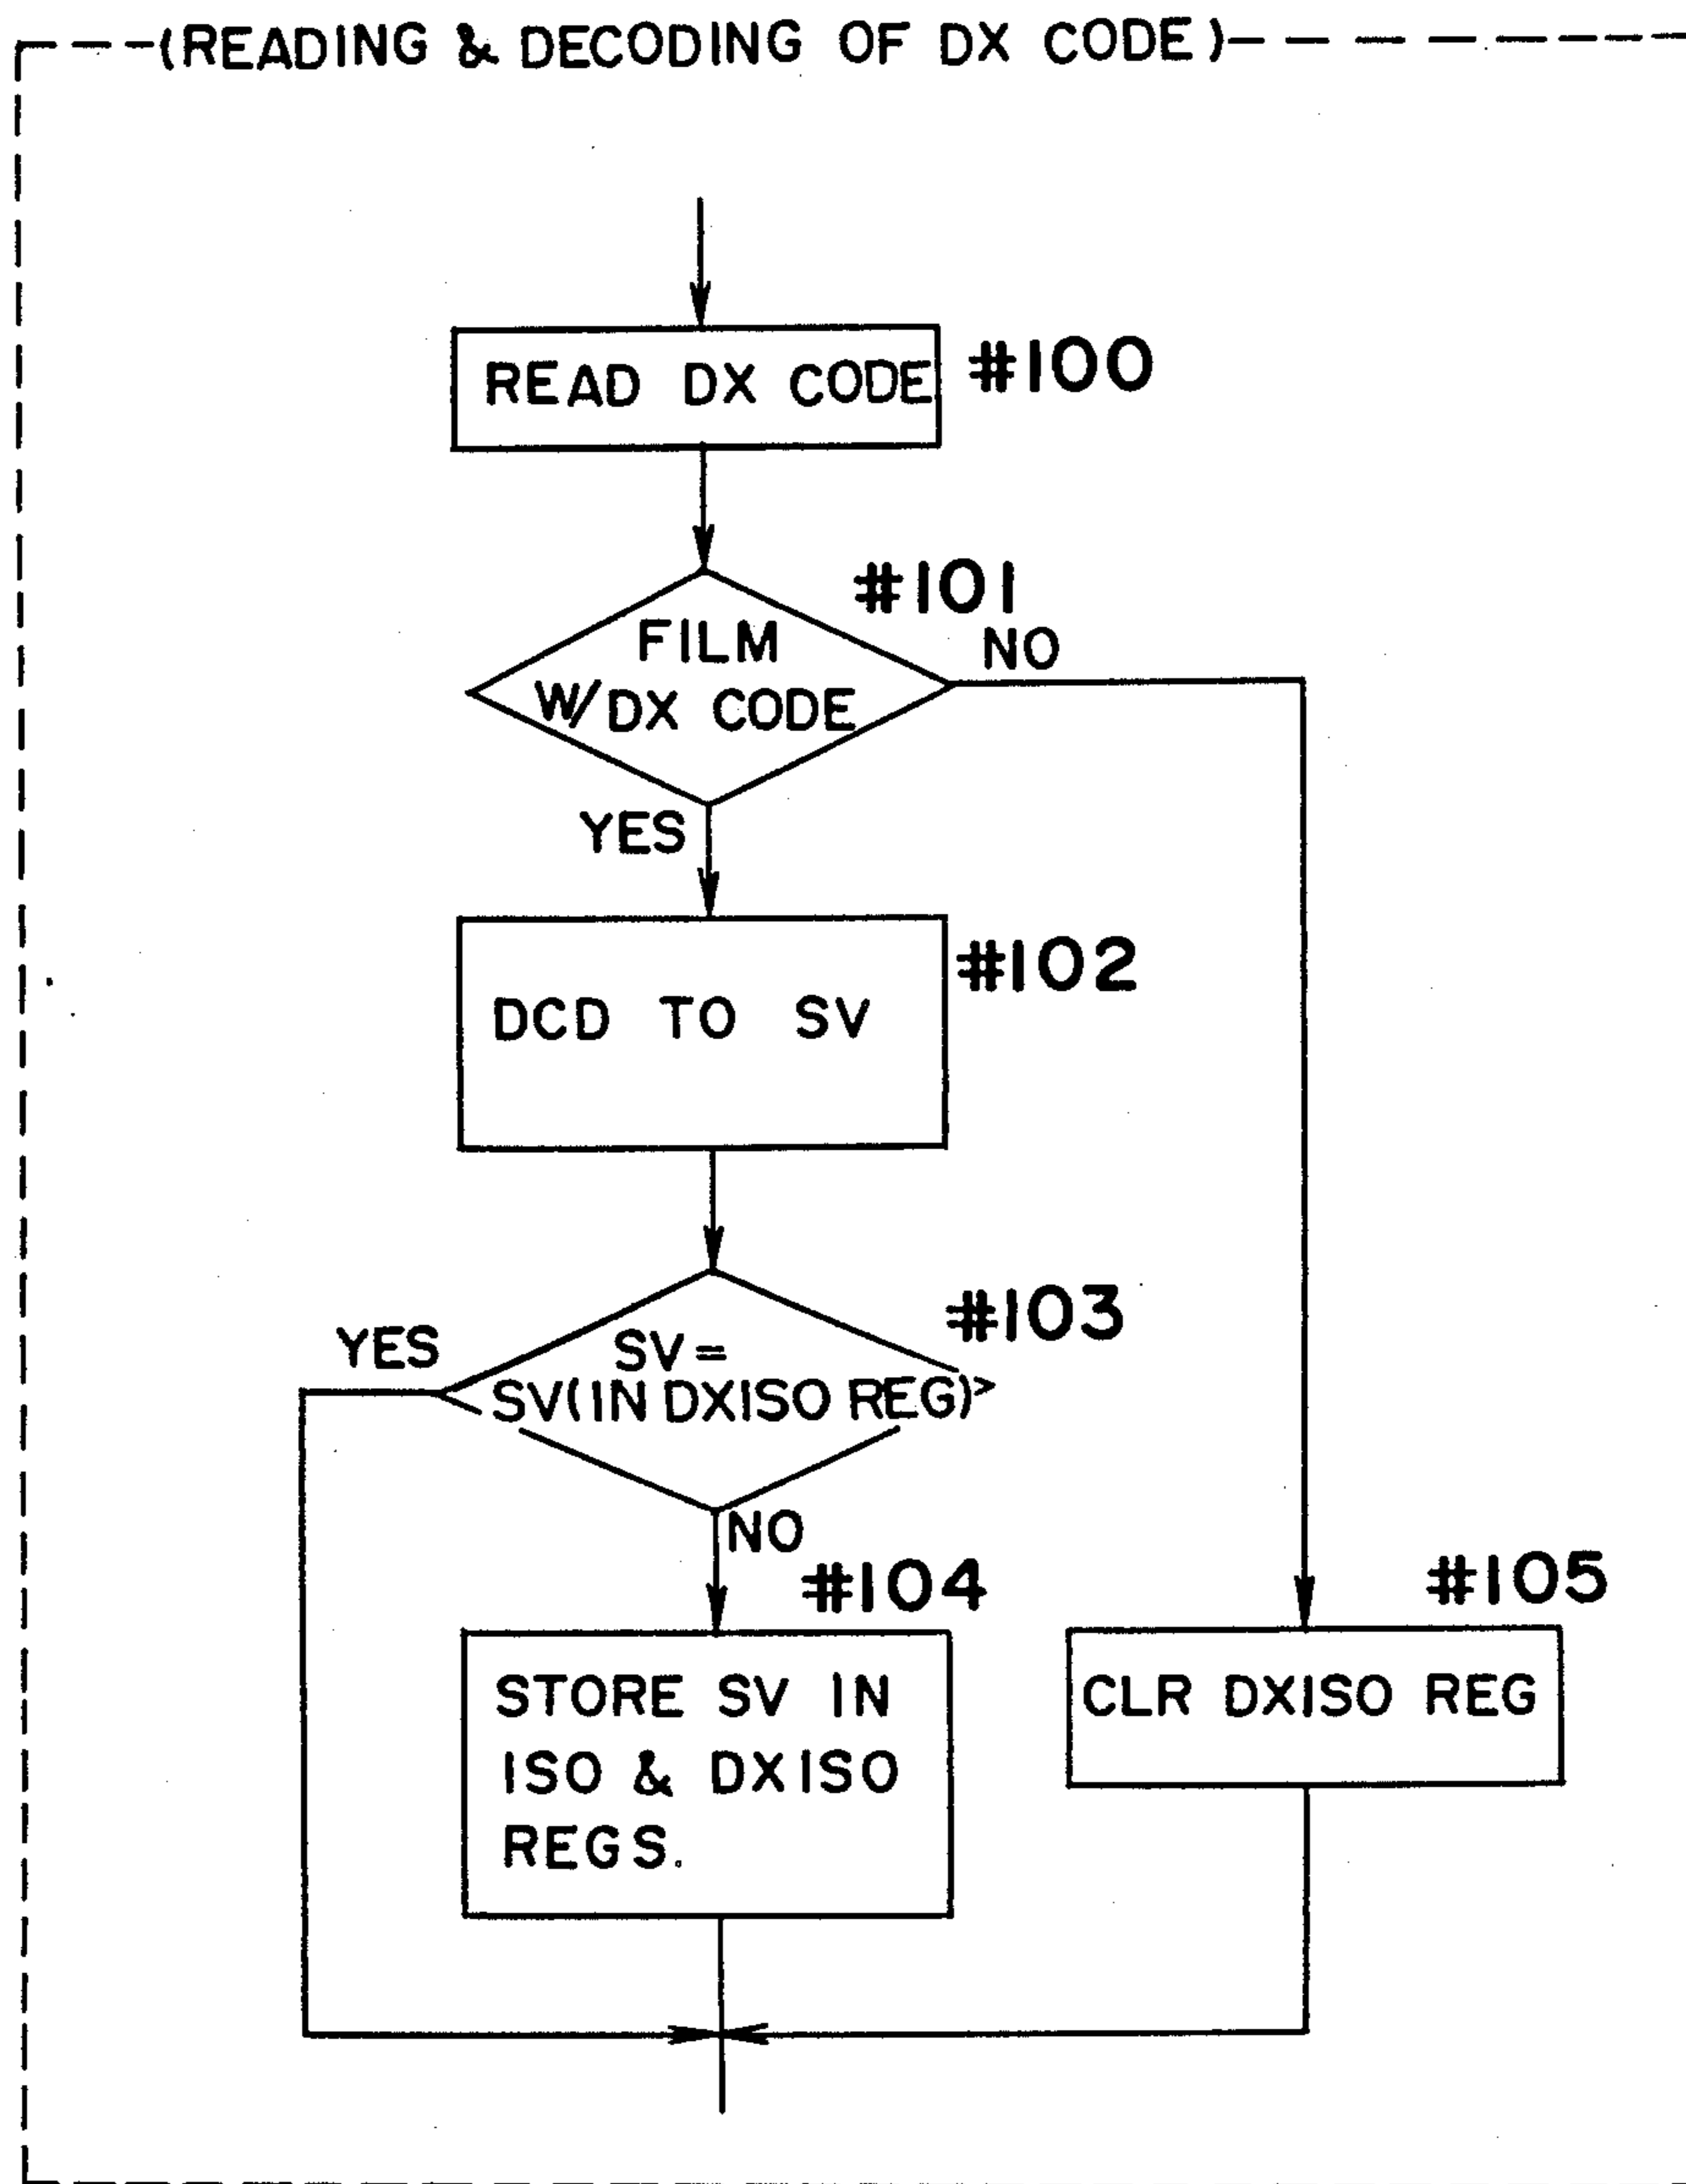 (READING & DECODING OF DX CODE)
READ DX CODE
#100
#101
FILM
W/DX CODE
NO
YES
#102
DCD TO SV
#103
YES
SV=
SV(IN DXISO REG)
NO
#104
#105
STORE SV IN
ISO & DXISO
REGS.
CLR DXISO REG